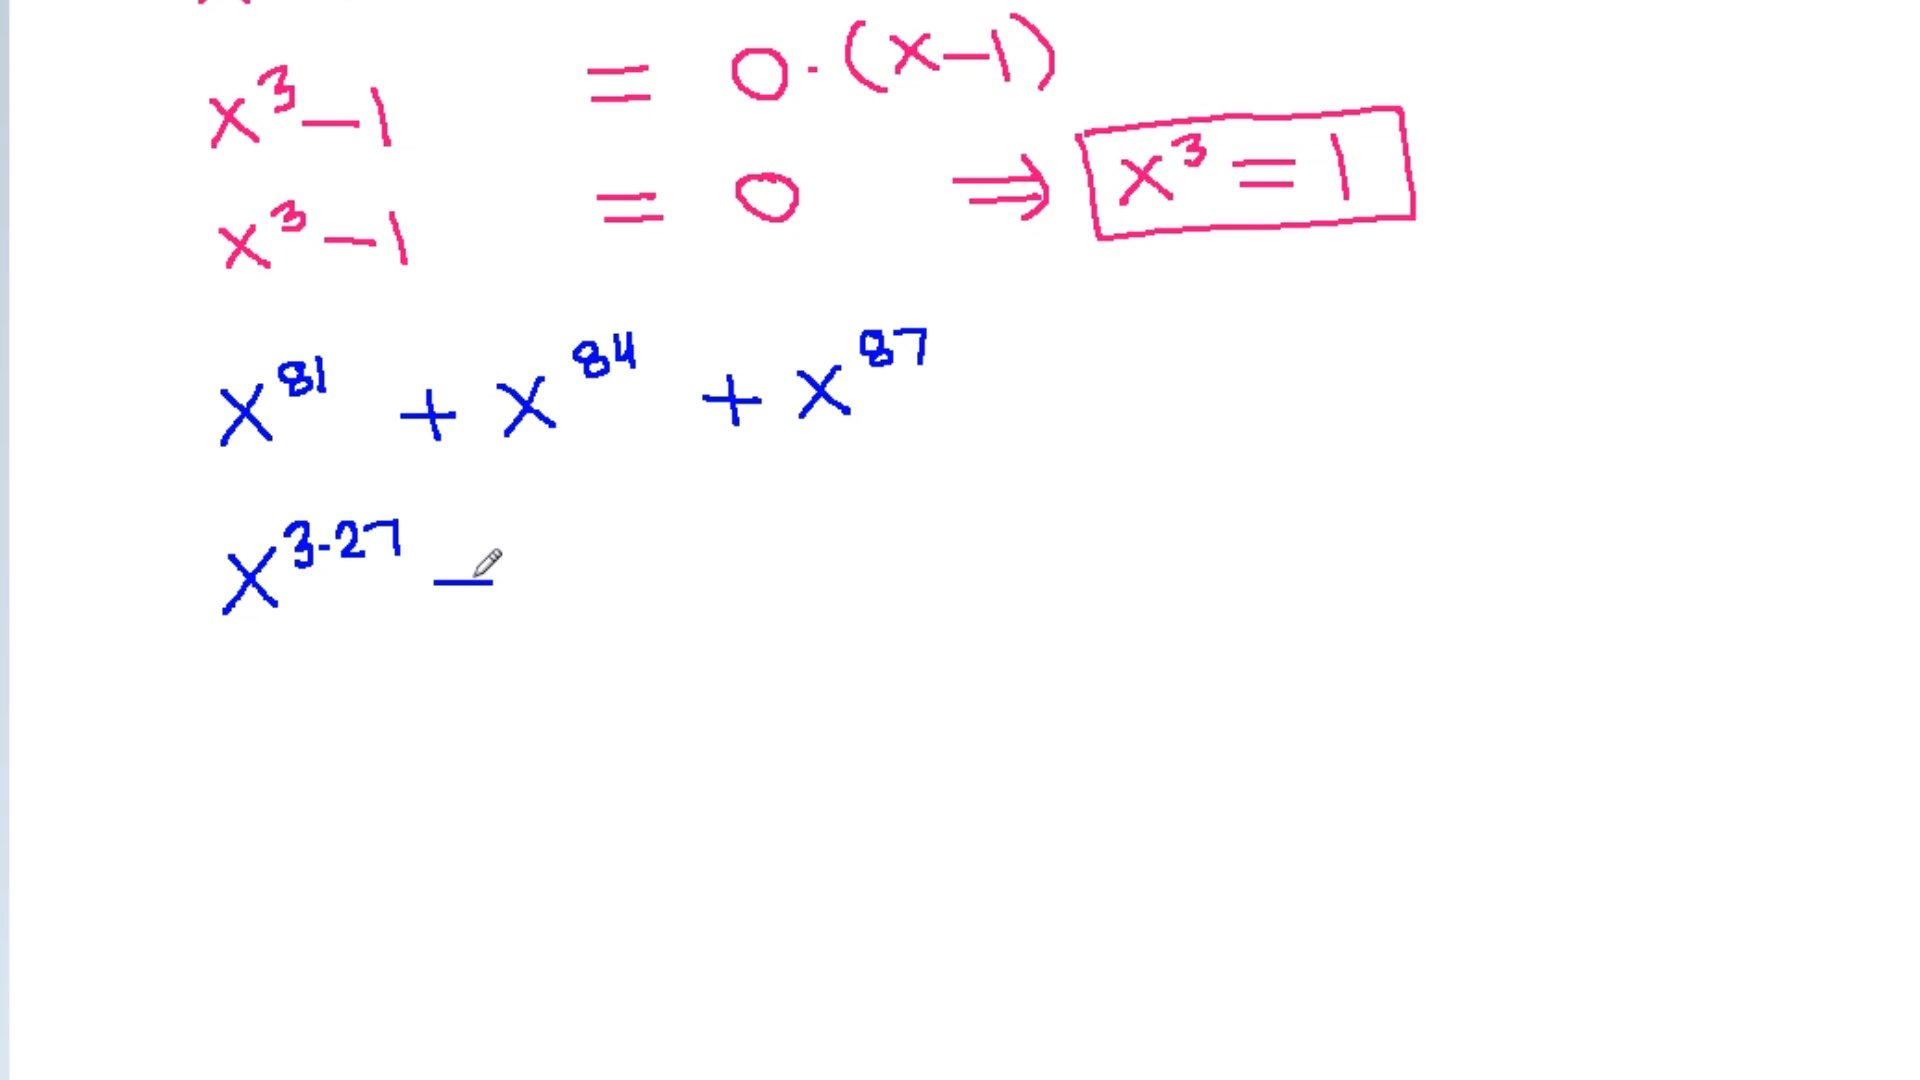 x³-1 = 0·(x-1)
x³-1 = 0 ⇒ x³ = 1
x⁸¹ + x⁸⁴ + x⁸⁷
x³·²⁷ —